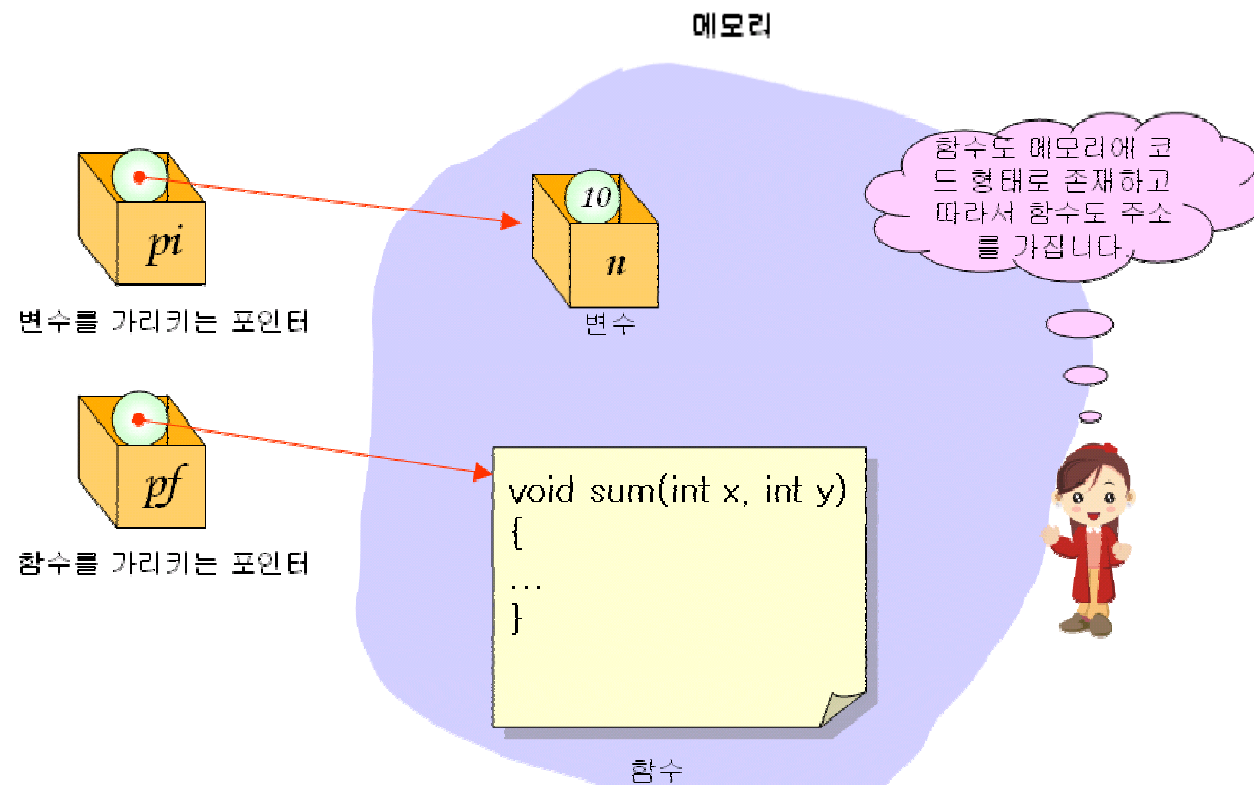 메모리
함수도 메모리에 코
드 형태로 존재하고
따라서 함수도 주소
를 가집니다.
pi
10
n
변수를 가리키는 포인터
변수
pf
함수를 가리키는 포인터
void sum(int x, int y)
{
...
}
함수